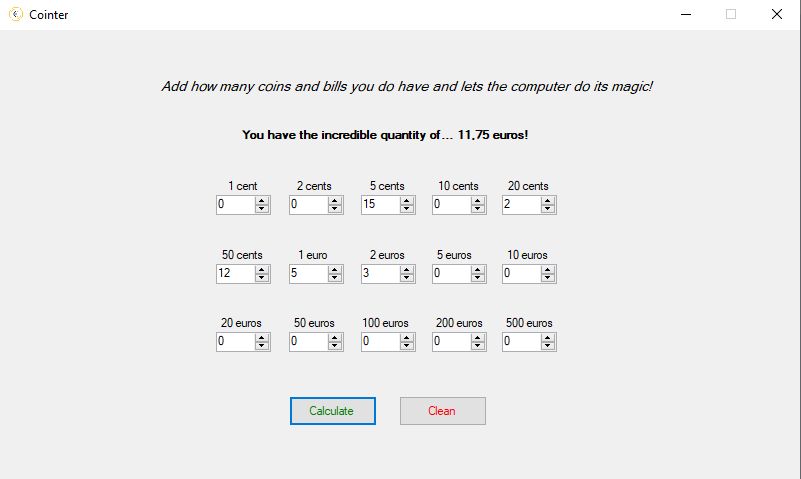 Cointer
Add how many coins and bills you do have and lets the computer do its magic!
You have the incredible quantity of... 11,75 euros!
1 cent 2 cents 5 cents 10 cents 20 cents
0 0 15 0 2
50 cents 1 euro 2 euros 5 euros 10 euros
12 5 3 0 0
20 euros 50 euros 100 euros 200 euros 500 euros
0 0 0 0 0
Calculate Clean